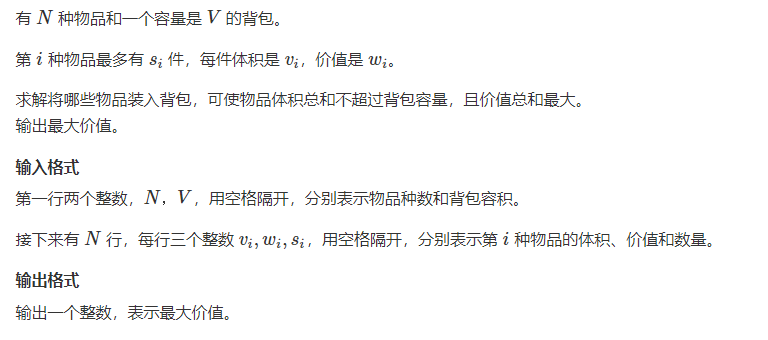 有 N 种物品和一个容量是 V 的背包。
第 i 种物品最多有 s_i 件，每件体积是 v_i，价值是 w_i。
求解将哪些物品装入背包，可使物品体积总和不超过背包容量，且价值总和最大。
输出最大价值。
输入格式
第一行两个整数，N，V，用空格隔开，分别表示物品种数和背包容积。
接下来有 N 行，每行三个整数 v_i, w_i, s_i，用空格隔开，分别表示第 i 种物品的体积、价值和数量。
输出格式
输出一个整数，表示最大价值。